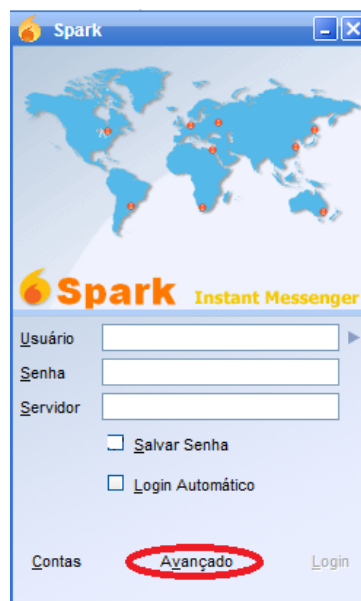 Spark
Spark Instant Messenger
Usuário
Senha
Servidor
Salvar Senha
Login Automático
Contas Avançado Login